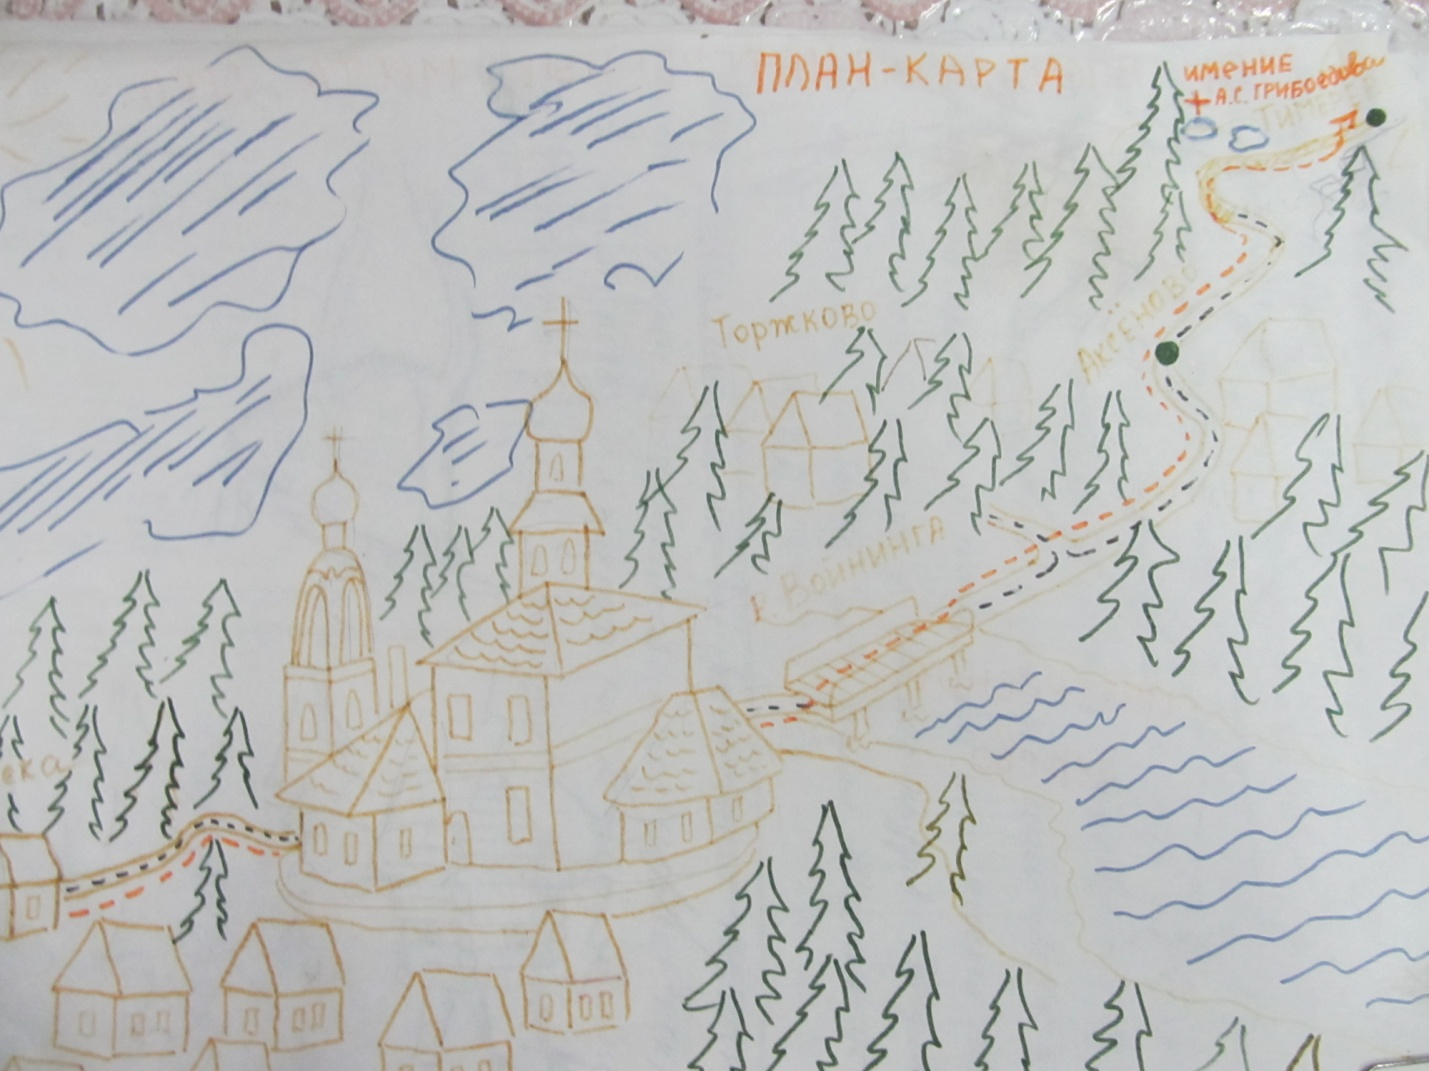 ПЛАН-КАРТА
ИМЕНИЕ
А.С. ГРИБОЕДОВА
Торжково
Аксёново
р. Войнинга